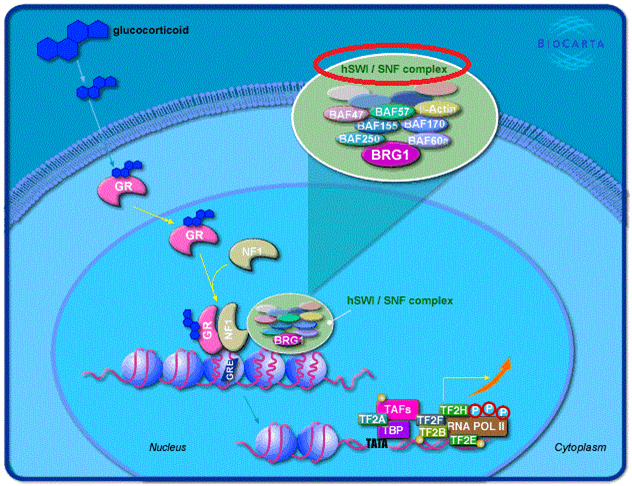 glucocorticoid
BIOCARTA
hSWI / SNF complex
β-Actin
BAF47
BAF57
BAF155
BAF170
BAF250
BAF60a
BRG1
GR
GR
NF1
hSWI / SNF complex
GR
NF1
BRG1
GRE
TAFs
TF2H
P
P
P
TF2A
TF2F
TBP
TF2B
RNA POL II
TATA
TF2E
Nucleus
Cytoplasm